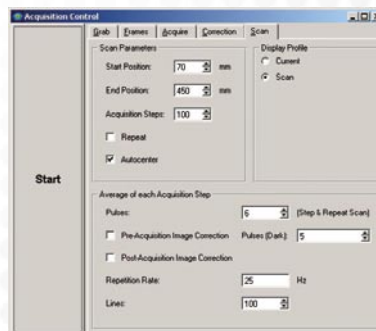 Acquisition Control
Grab Frames Acquire Correction Scan
Start
Scan Parameters
Start Position: 70 mm
End Position: 450 mm
Acquisition Steps: 100
Repeat
Autocenter
Display Profile
Current
Scan
Average of each Acquisition Step
Pulses: 6 (Step & Repeat Scan)
Pre-Acquisition Image Correction Pulses (Dark): 5
Post-Acquisition Image Correction
Repetition Rate: 25 Hz
Lines: 100